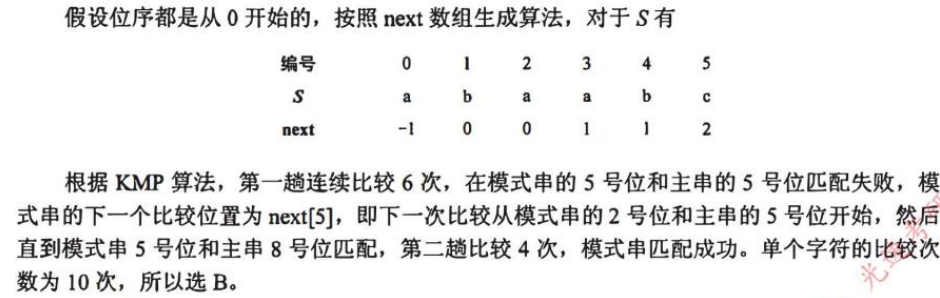 假设位序都是从 0 开始的，按照 next 数组生成算法，对于 S 有
编号 0 1 2 3 4 5
S a b a a b c
next -1 0 0 1 1 2
根据 KMP 算法，第一趟连续比较 6 次，在模式串的 5 号位和主串的 5 号位匹配失败，模
式串的下一个比较位置为 next[5]，即下一次比较从模式串的 2 号位和主串的 5 号位开始，然后
直到模式串 5 号位和主串 8 号位匹配，第二趟比较 4 次，模式串匹配成功。单个字符的比较次
数为 10 次，所以选 B。